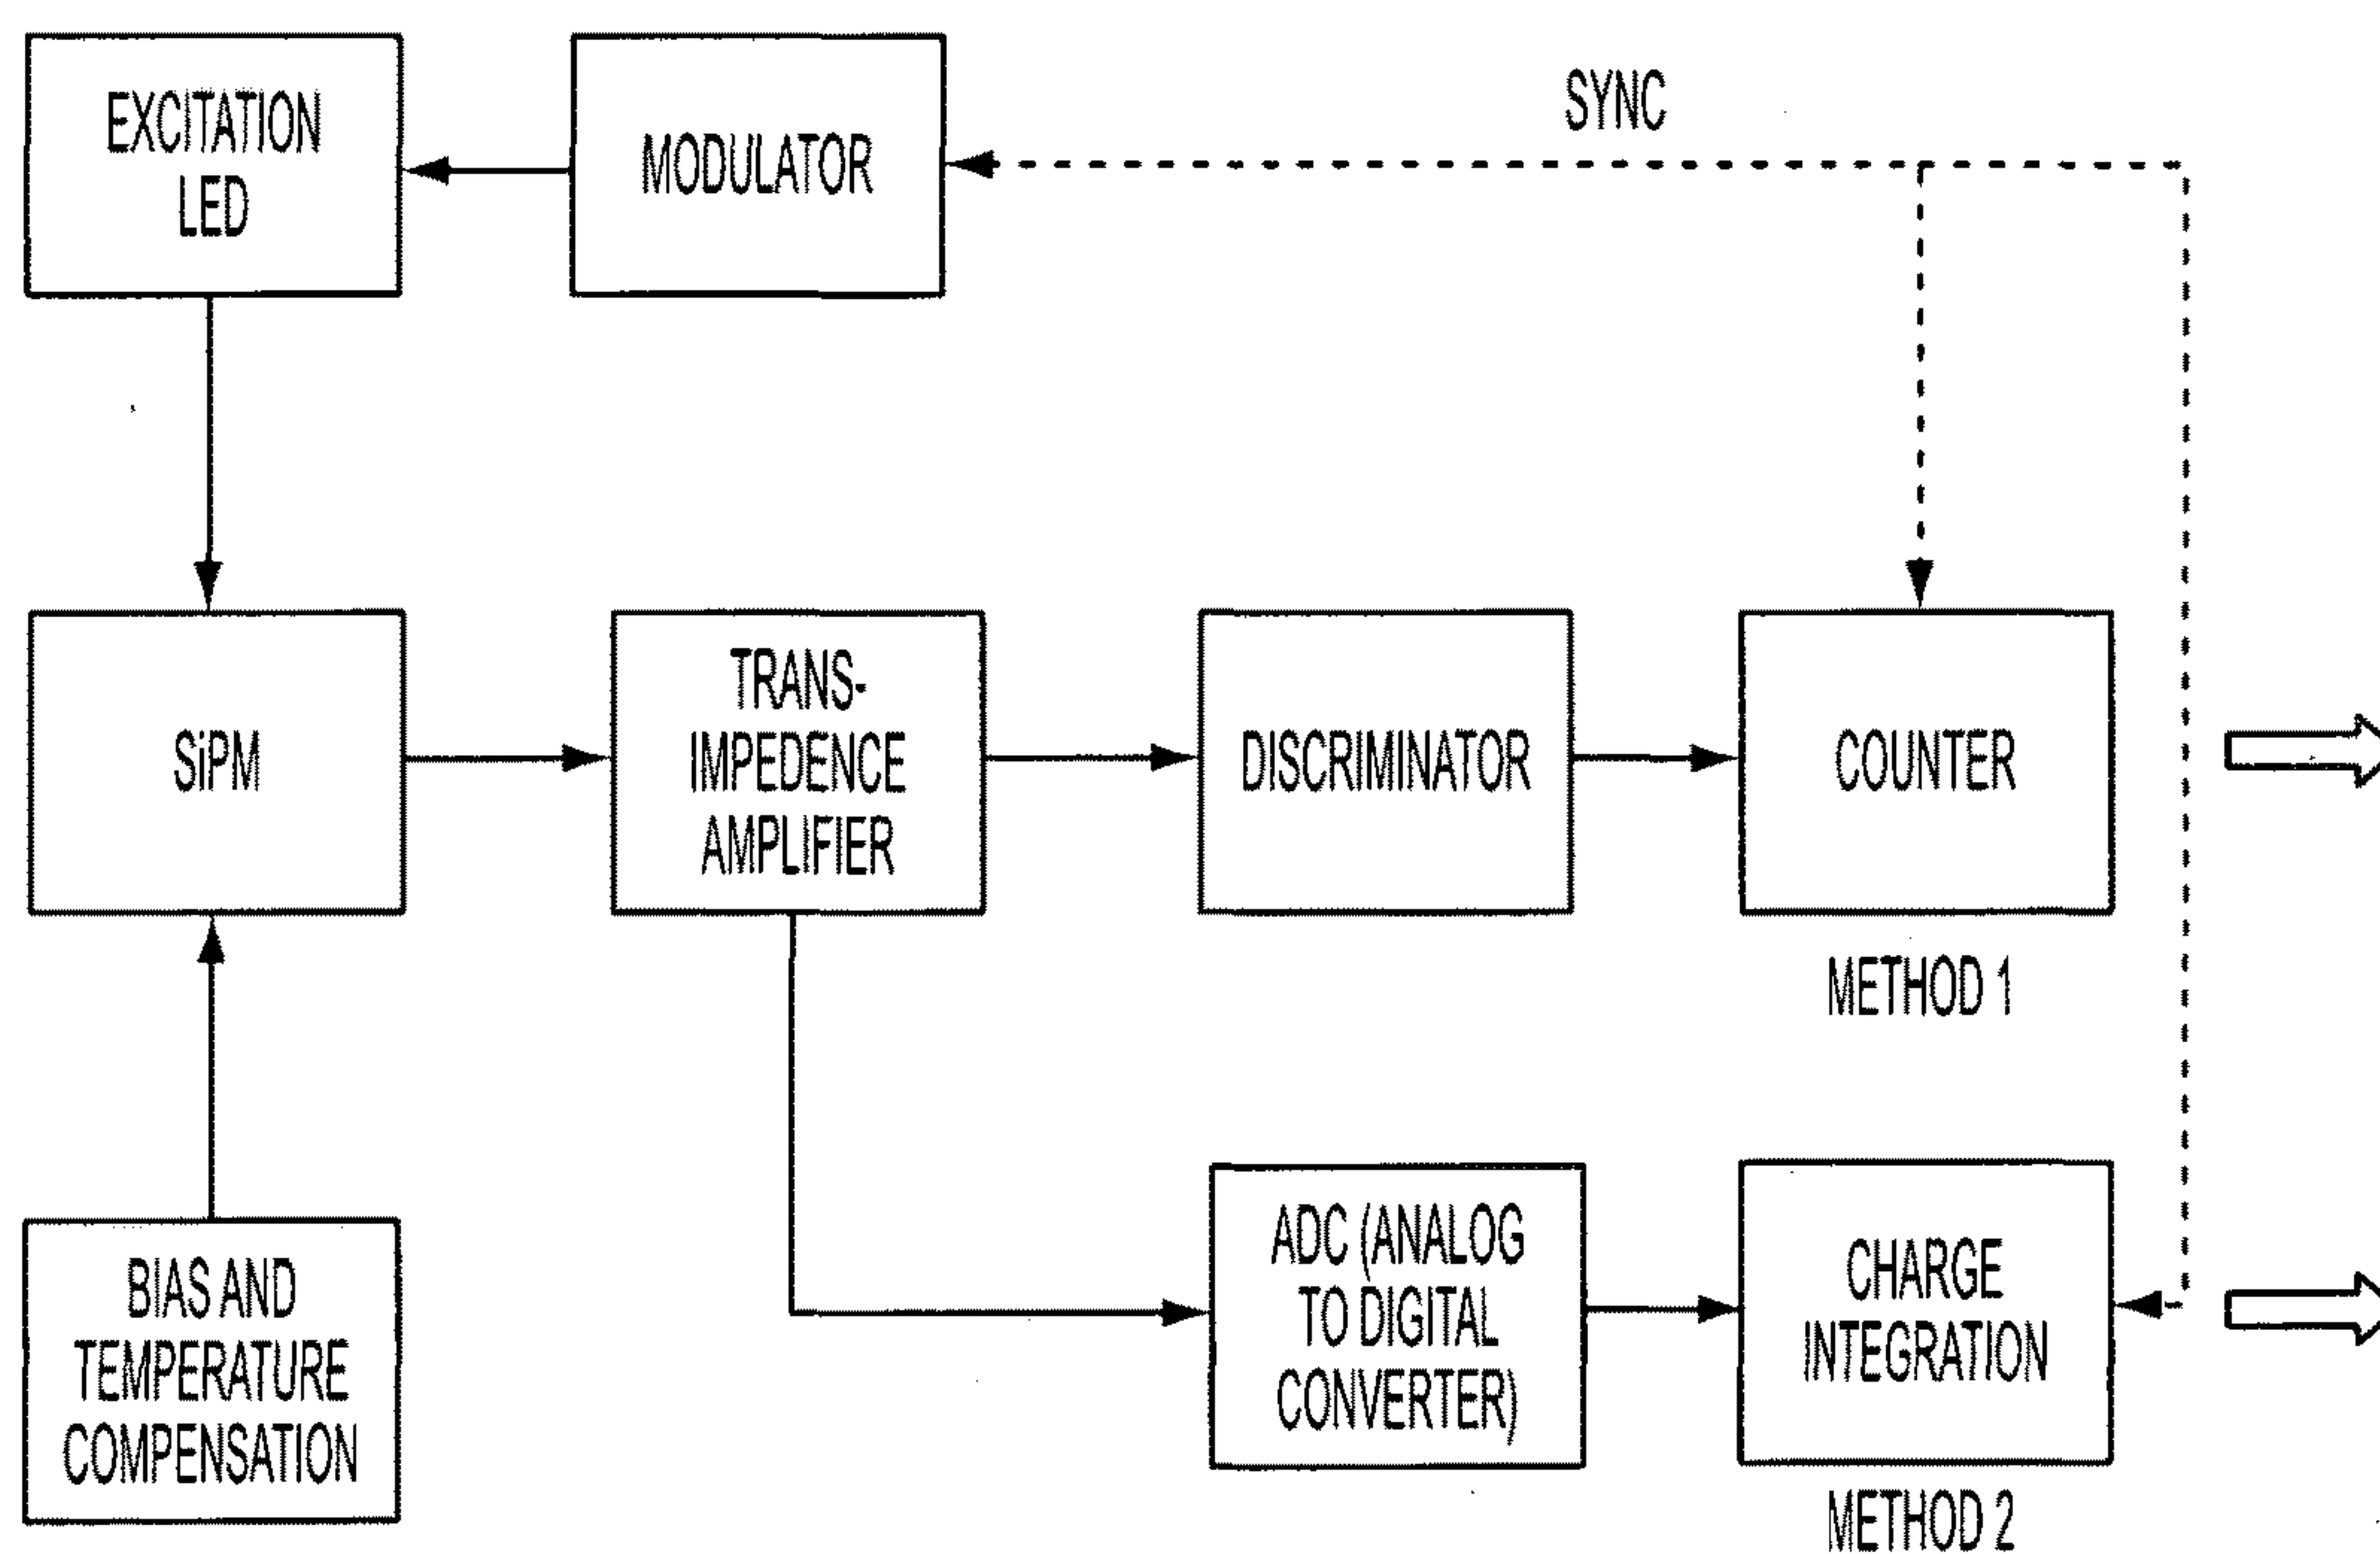 EXCITATION
LED
MODULATOR
SYNC
SiPM
TRANS-
IMPEDENCE
AMPLIFIER
DISCRIMINATOR
COUNTER
METHOD 1
BIAS AND
TEMPERATURE
COMPENSATION
ADC (ANALOG
TO DIGITAL
CONVERTER)
CHARGE
INTEGRATION
METHOD 2